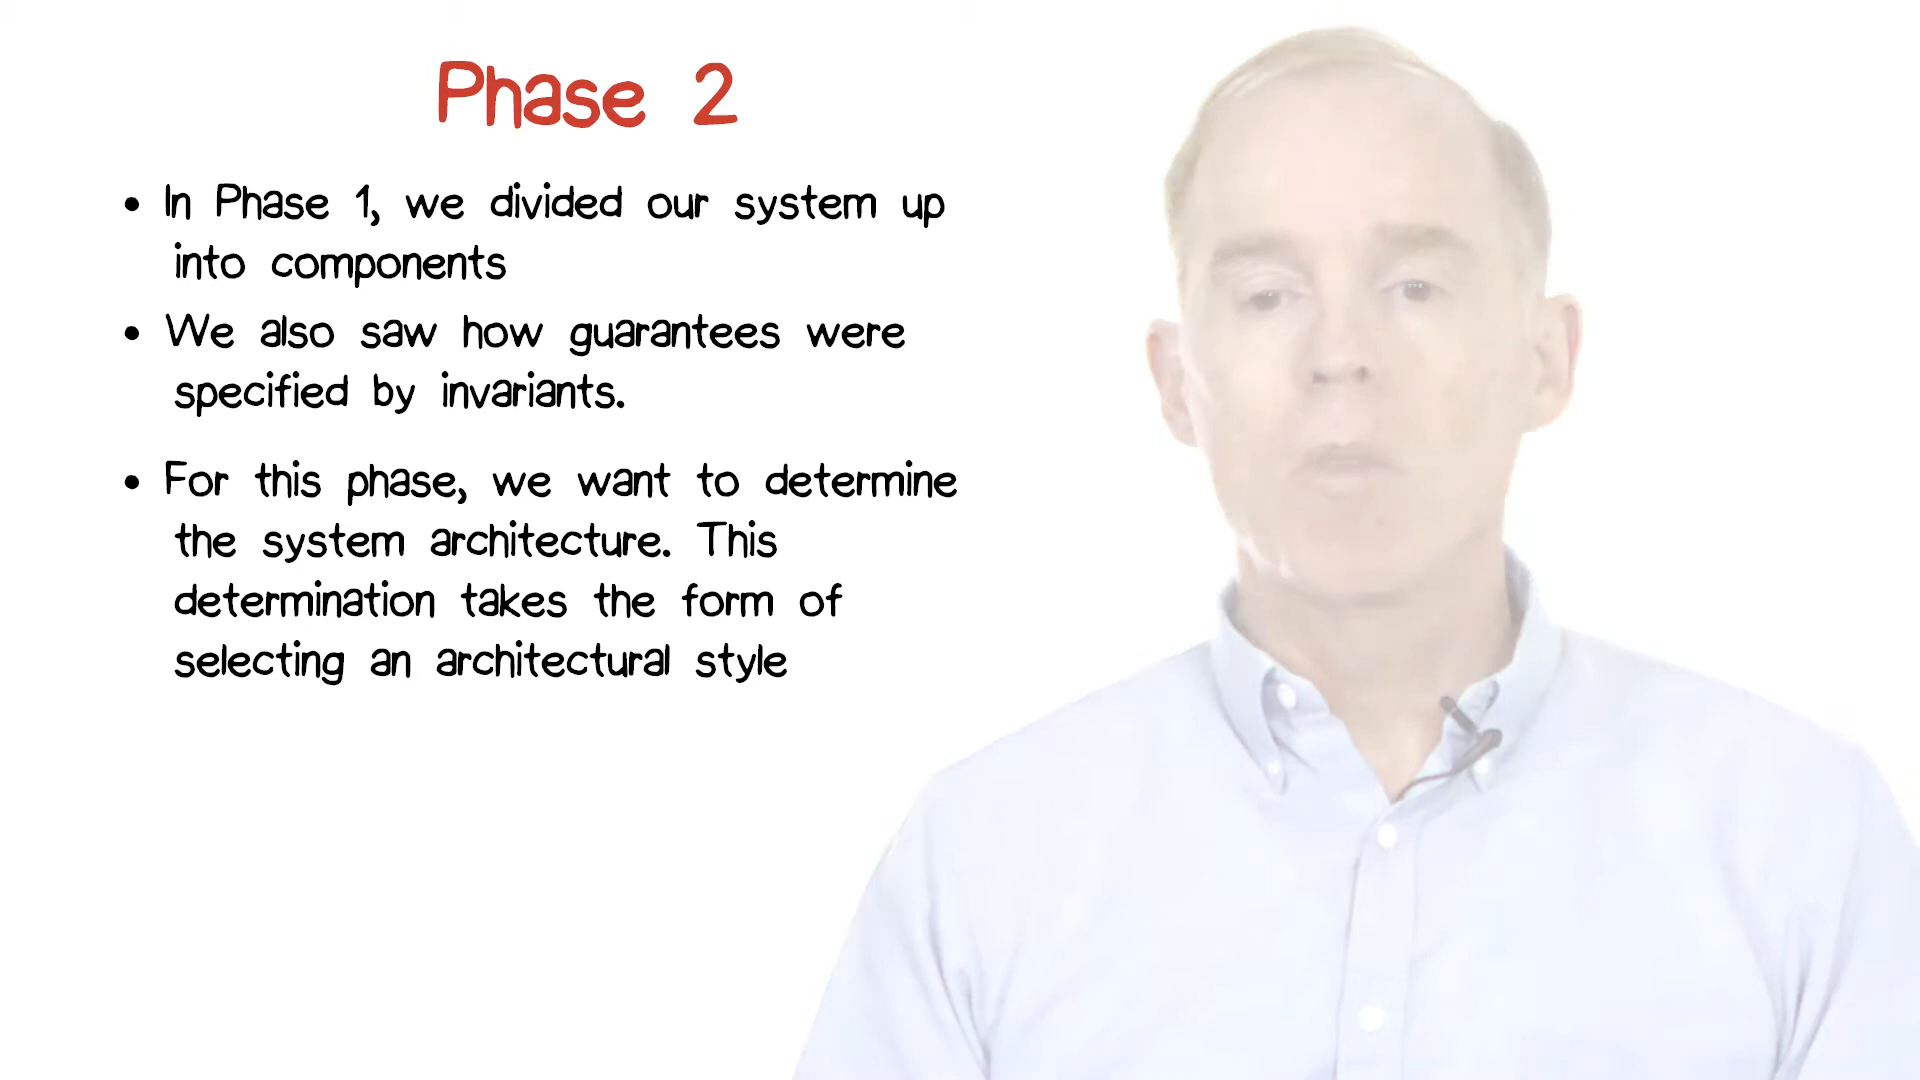 Phase 2
• In Phase 1, we divided our system up
into components
• We also saw how guarantees were
specified by invariants.
• For this phase, we want to determine
the system architecture. This
determination takes the form of
selecting an architectural style